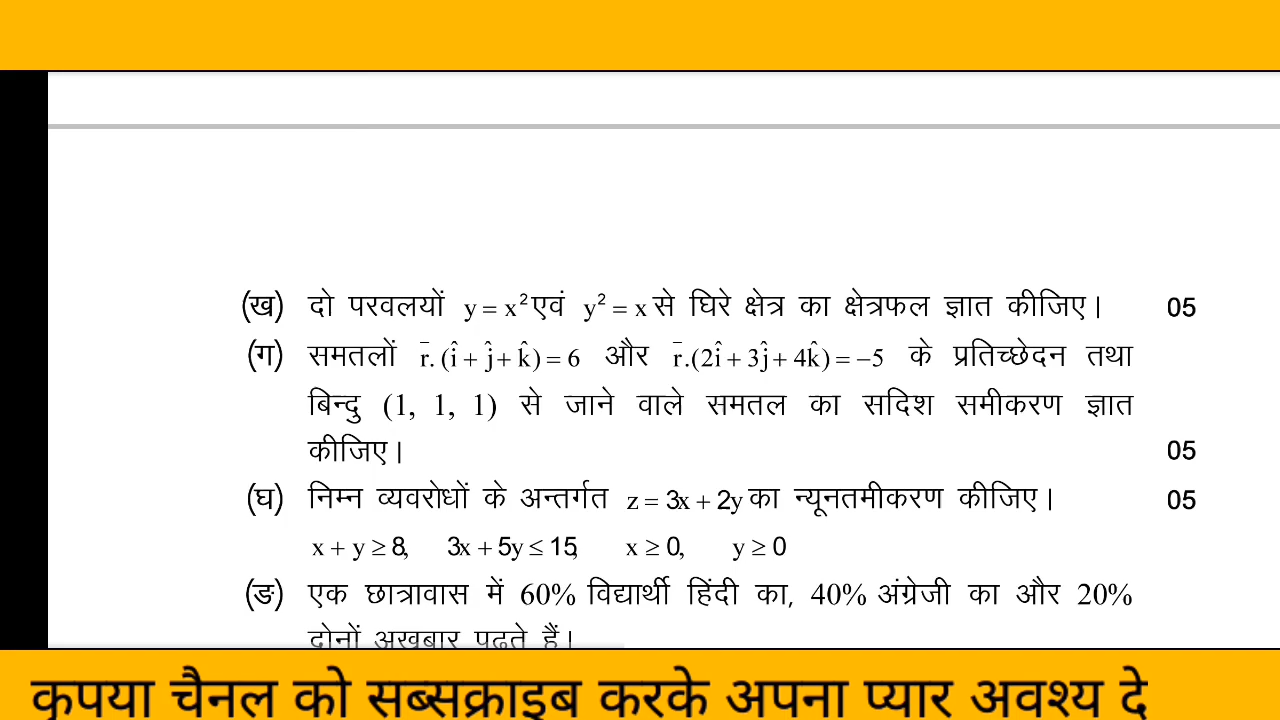 (ख) दो परवलयों y = x² एवं y² = x से घिरे क्षेत्र का क्षेत्रफल ज्ञात कीजिए। 05
(ग) समतलों r̄. (î + ĵ + k̂) = 6 और r̄.(2î + 3ĵ + 4k̂) = −5 के प्रतिच्छेदन तथा
बिन्दु (1, 1, 1) से जाने वाले समतल का सदिश समीकरण ज्ञात
कीजिए। 05
(घ) निम्न व्यवरोधों के अन्तर्गत z = 3x + 2y का न्यूनतमीकरण कीजिए। 05
x + y ≥ 8, 3x + 5y ≤ 15, x ≥ 0, y ≥ 0
(ङ) एक छात्रावास में 60% विद्यार्थी हिंदी का, 40% अंग्रेजी का और 20%
दोनों अखबार पढ़ते हैं।
कृपया चैनल को सब्सक्राइब करके अपना प्यार अवश्य दे